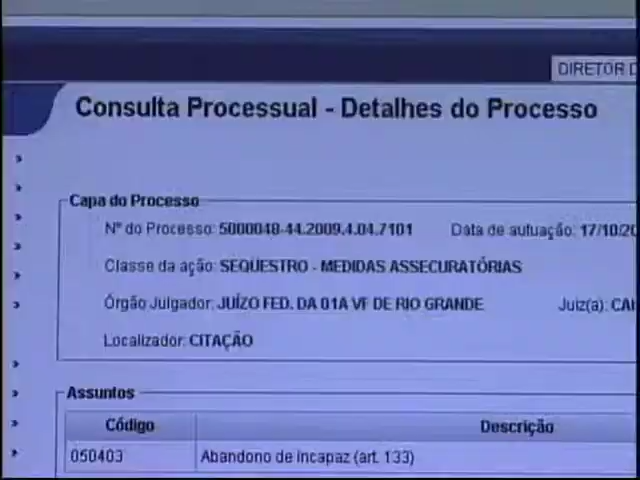 DIRETOR D
Consulta Processual - Detalhes do Processo
Capa do Processo
Nº do Processo: 5000048-44.2009.4.04.7101 Data de autuação: 17/10/20
Classe da ação: SEQUESTRO - MEDIDAS ASSECURATÓRIAS
Órgão Julgador: JUÍZO FED. DA 01A VF DE RIO GRANDE Juiz(a): CAR
Localizador: CITAÇÃO
Assuntos
Código Descrição
050403 Abandono de incapaz (art. 133)